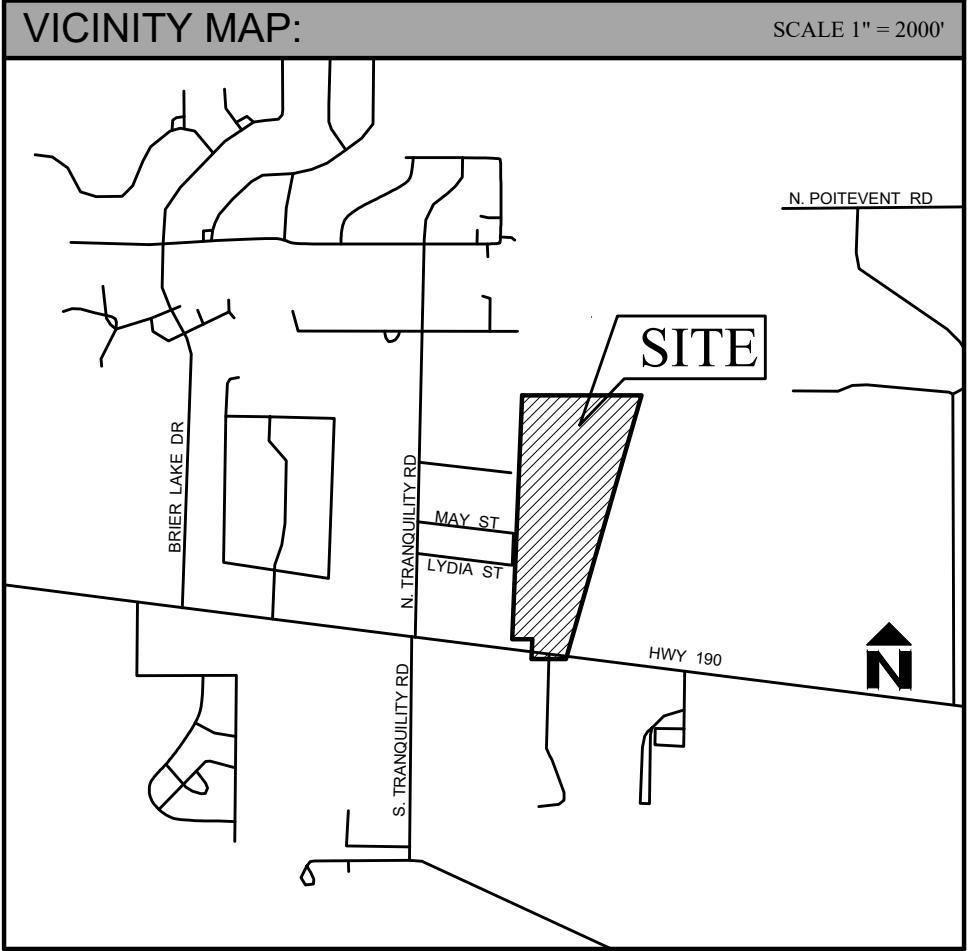 VICINITY MAP:
SCALE 1" = 2000'
N. POITEVENT RD
SITE
BRIER LAKE DR
N. TRANQUILITY RD
MAY ST
LYDIA ST
HWY 190
N
S. TRANQUILITY RD